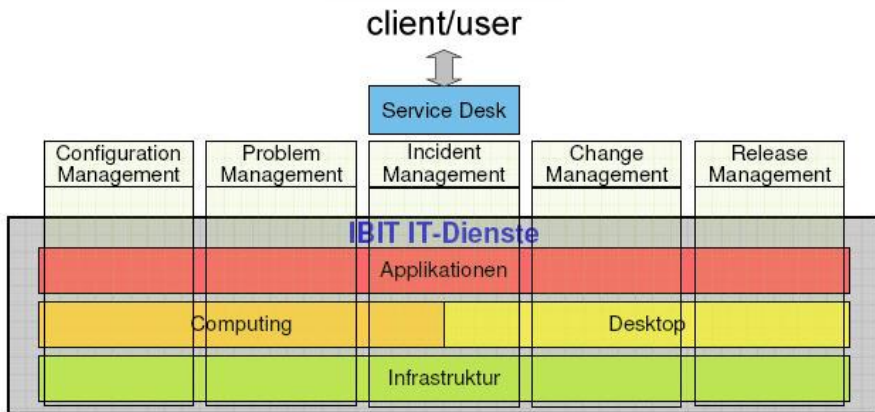 client/user
Service Desk
Configuration
Management
Problem
Management
Incident
Management
Change
Management
Release
Management
IBIT IT-Dienste
Applikationen
Computing
Desktop
Infrastruktur